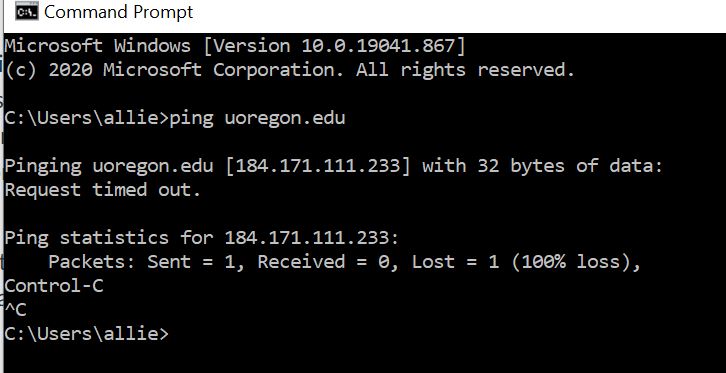 Command Prompt
Microsoft Windows [Version 10.0.19041.867]
(c) 2020 Microsoft Corporation. All rights reserved.
C:\Users\allie>ping uoregon.edu
Pinging uoregon.edu [184.171.111.233] with 32 bytes of data:
Request timed out.
Ping statistics for 184.171.111.233:
    Packets: Sent = 1, Received = 0, Lost = 1 (100% loss),
Control-C
^C
C:\Users\allie>